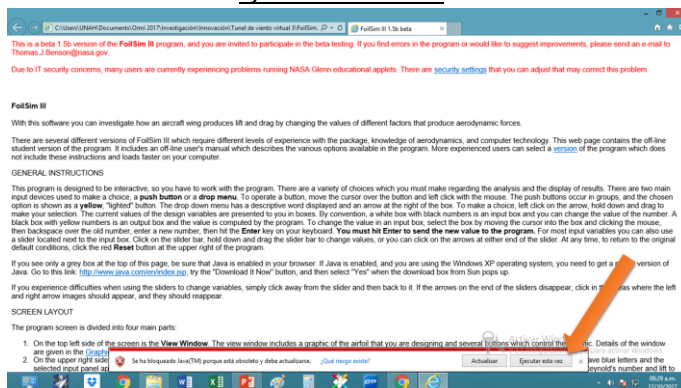 C:\Users\UNAH\Documents\Omni 2017\Investigación\Innovación\Tunel de viento virtual 3\FoilSim.
FoilSim III 1.5b beta
This is a beta 1.5b version of the FoilSim III program, and you are invited to participate in the beta testing. If you find errors in the program or would like to suggest improvements, please send an e-mail to
Thomas.J.Benson@nasa.gov.
Due to IT security concerns, many users are currently experiencing problems running NASA Glenn educational applets. There are security settings that you can adjust that may correct this problem.
FoilSim III
With this software you can investigate how an aircraft wing produces lift and drag by changing the values of different factors that produce aerodynamic forces.
There are several different versions of FoilSim III which require different levels of experience with the package, knowledge of aerodynamics, and computer technology. This web page contains the off-line
student version of the program. It includes an off-line user's manual which describes the various options available in the program. More experienced users can select a version of the program which does
not include these instructions and loads faster on your computer.
GENERAL INSTRUCTIONS
This program is designed to be interactive, so you have to work with the program. There are a variety of choices which you must make regarding the analysis and the display of results. There are two main
input devices used to make a choice, a push button or a drop menu. To operate a button, move the cursor over the button and left click with the mouse. The push buttons occur in groups, and the chosen
option is shown as a yellow, "lighted" button. The drop down menu has a descriptive word displayed and an arrow at the right of the box. To make a choice, left click on the arrow, hold down and drag to
make your selection. The current values of the design variables are presented to you in boxes. By convention, a white box with black numbers is an input box and you can change the value of the number. A
black box with yellow numbers is an output box and the value is computed by the program. To change the value in an input box, select the box by moving the cursor into the box and clicking the mouse,
then backspace over the old number, enter a new number, then hit the Enter key on your keyboard. You must hit Enter to send the new value to the program. For most input variables you can also use
a slider located next to the input box. Click on the slider bar, hold down and drag the slider bar to change values, or you can click on the arrows at either end of the slider. At any time, to return to the original
default conditions, click the red Reset button at the upper right of the program.
If you see only a grey box at the top of this page, be sure that Java is enabled in your browser. If Java is enabled, and you are using the Windows XP operating system, you need to get a version of
Java. Go to this link: http://www.java.com/en/index.jsp, try the "Download It Now" button, and then select "Yes" when the download box from Sun pops up.
If you experience difficulties when using the sliders to change variables, simply click away from the slider and then back to it. If the arrows on the end of the sliders disappear, click in the areas where the left
and right arrow images should appear, and they should reappear.
SCREEN LAYOUT
The program screen is divided into four main parts:
1. On the top left side of the screen is the View Window. The view window includes a graphic of the airfoil that you are designing and several buttons which control the graphic. Details of the window
are given in the
2. On the upper right side
Se ha bloqueado Java(TM) porque está obsoleto y debe actualizarse. ¿Qué riesgo existe? Actualizar Ejecutar esta vez
have blue letters and the
selected input panel
number and lift to
08:29 a.m.